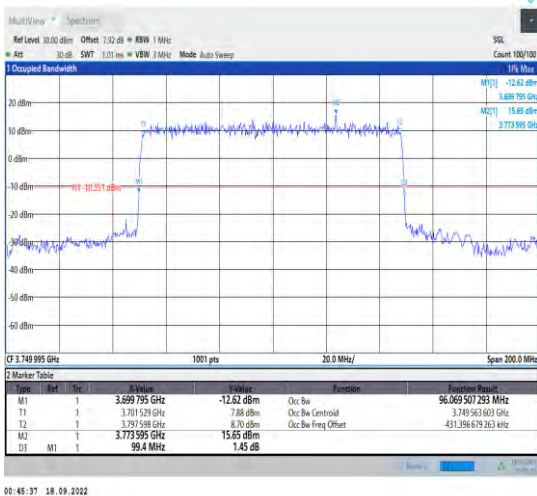 MultiView Spectrum
Ref Level 30.00 dBm Offset 7.92 dB RBW 1 MHz SGL
Att 30 dB SWT 1.01 ms VBW 3 MHz Mode Auto Sweep Count 100/100
1 Occupied Bandwidth 1Pk Max
M1[1] -12.62 dBm
3.699 795 GHz
M2[1] 15.65 dBm
3.773 595 GHz
20 dBm
M2
T1 T2
10 dBm
0 dBm
-10 dBm H1 -10.351 dBm M1 D3
-20 dBm
-30 dBm
-40 dBm
-50 dBm
-60 dBm
CF 3.749 995 GHz 1001 pts 20.0 MHz/ Span 200.0 MHz
2 Marker Table
Type Ref Trc X-Value Y-Value Function Function Result
M1 1 3.699 795 GHz -12.62 dBm Occ Bw 96.069 507 293 MHz
T1 1 3.701 529 GHz 7.88 dBm Occ Bw Centroid 3.749 563 603 GHz
T2 1 3.797 598 GHz 8.70 dBm Occ Bw Freq Offset -431.396 679 263 kHz
M2 1 3.773 595 GHz 15.65 dBm
D3 M1 1 99.4 MHz 1.45 dB
00:45:37 18.09.2022